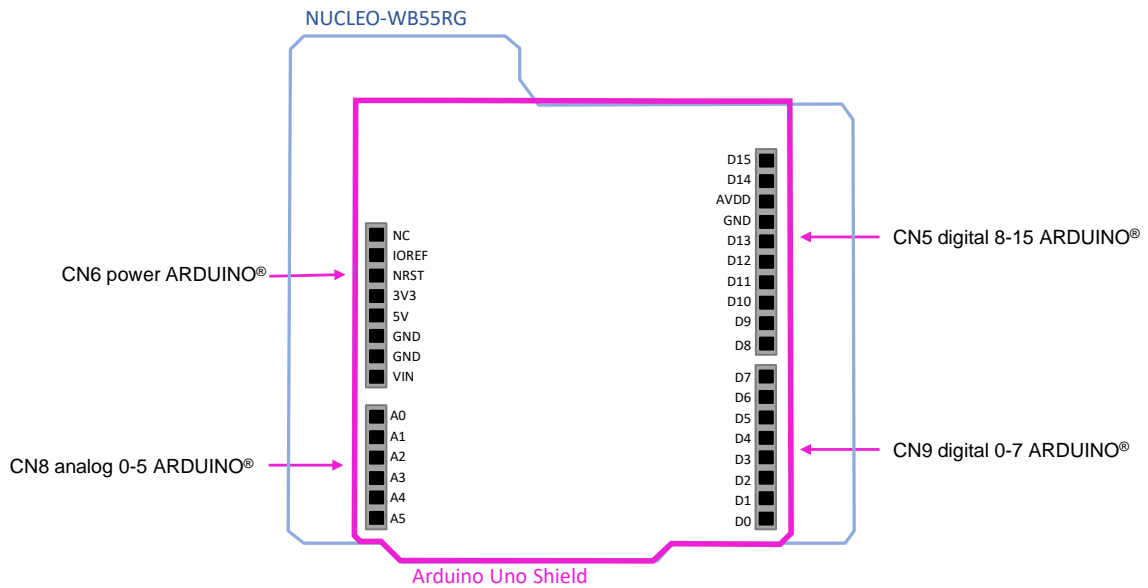 NUCLEO-WB55RG
CN6 power ARDUINO®
NC
IOREF
NRST
3V3
5V
GND
GND
VIN
CN8 analog 0-5 ARDUINO®
A0
A1
A2
A3
A4
A5
D15
D14
AVDD
GND
D13
D12
D11
D10
D9
D8
CN5 digital 8-15 ARDUINO®
D7
D6
D5
D4
D3
D2
D1
D0
CN9 digital 0-7 ARDUINO®
Arduino Uno Shield